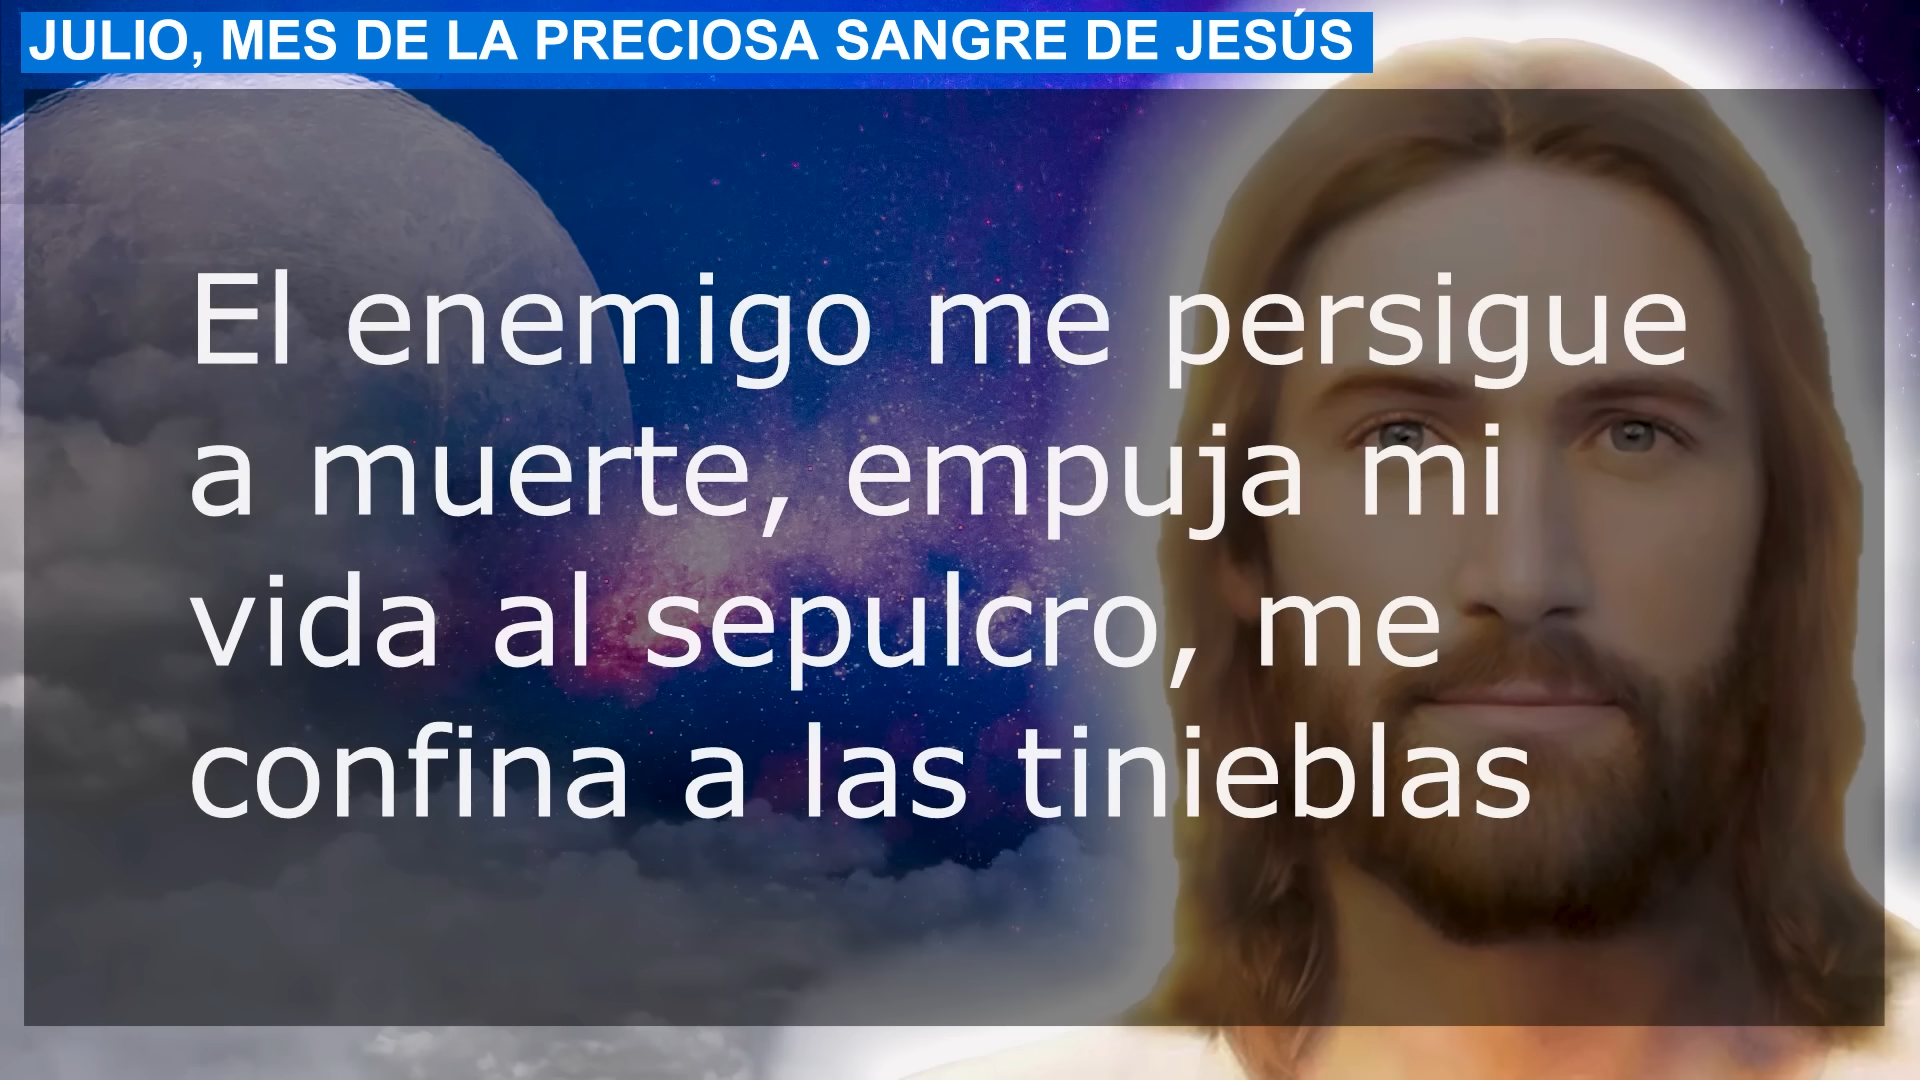 JULIO, MES DE LA PRECIOSA SANGRE DE JESÚS
El enemigo me persigue
a muerte, empuja mi
vida al sepulcro, me
confina a las tinieblas